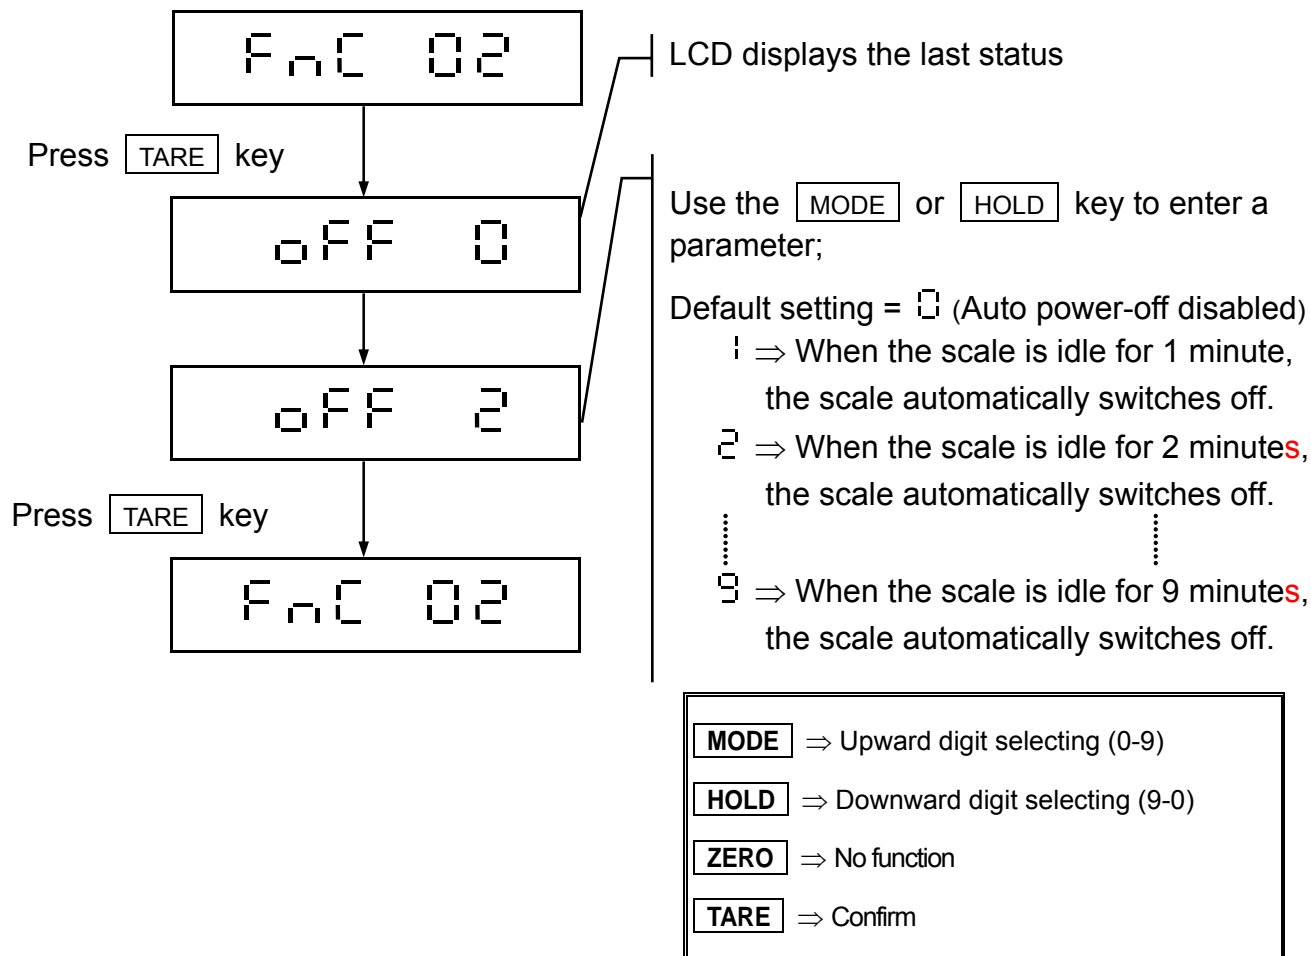 FnC 02
LCD displays the last status
Press TARE key
oFF 0
Use the MODE or HOLD key to enter a
parameter;
Default setting = 0 (Auto power-off disabled)
1 ⇒ When the scale is idle for 1 minute,
the scale automatically switches off.
oFF 2
2 ⇒ When the scale is idle for 2 minutes,
the scale automatically switches off.
Press TARE key
FnC 02
9 ⇒ When the scale is idle for 9 minutes,
the scale automatically switches off.
MODE ⇒ Upward digit selecting (0-9)
HOLD ⇒ Downward digit selecting (9-0)
ZERO ⇒ No function
TARE ⇒ Confirm